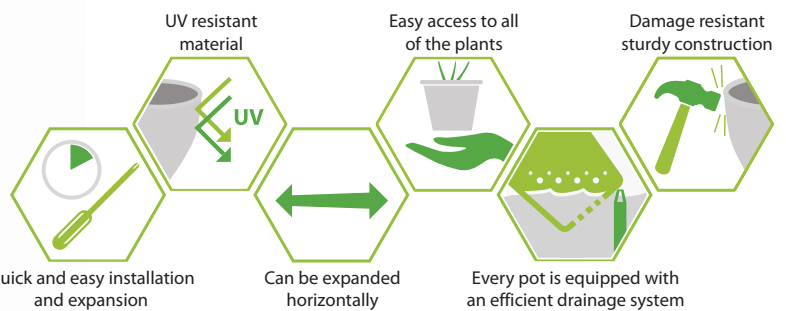 UV resistant
material
Easy access to all
of the plants
Damage resistant
sturdy construction
UV
uick and easy installation
and expansion
Can be expanded
horizontally
Every pot is equipped with
an efficient drainage system